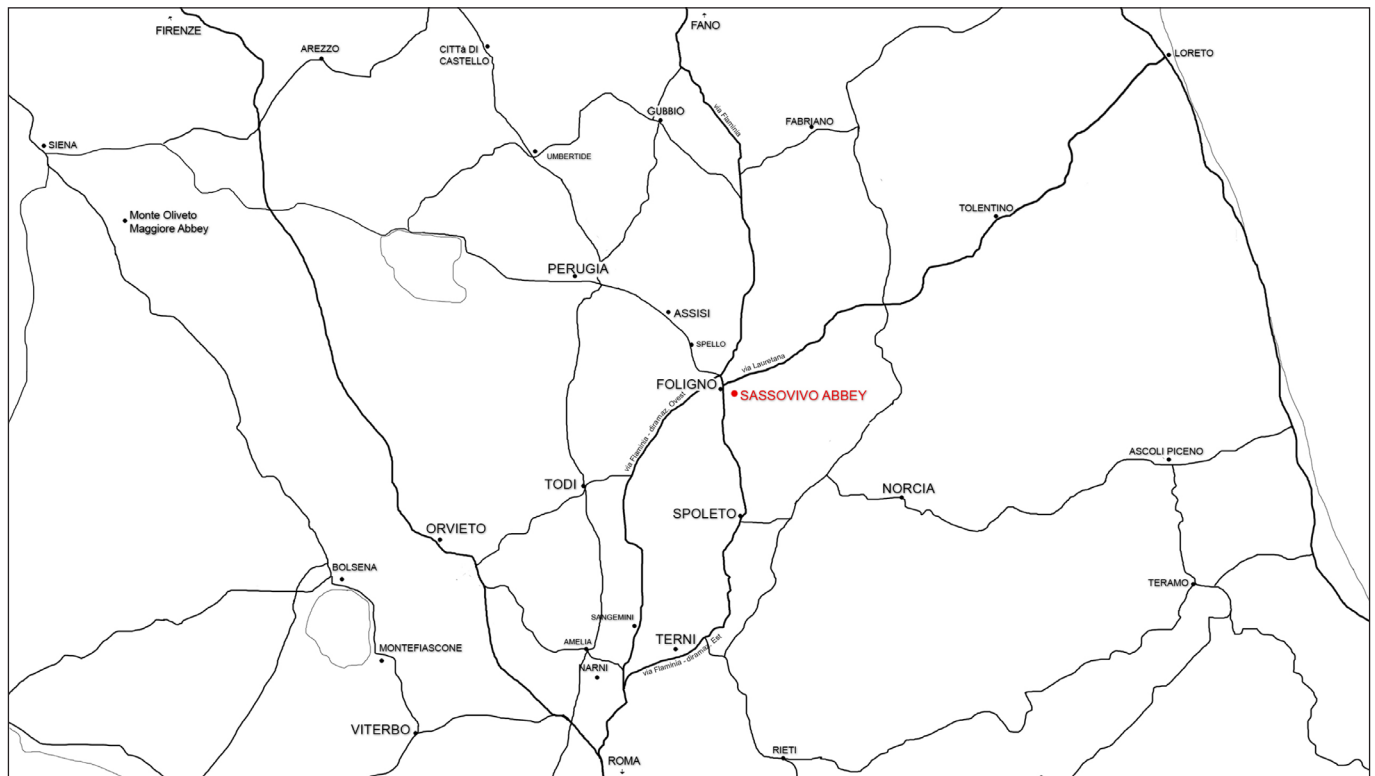 FIRENZE
FANO
AREZZO
CITTà DI
CASTELLO
LORETO
GUBBIO
via Flaminia
FABRIANO
SIENA
UMBERTIDE
Monte Oliveto
Maggiore Abbey
TOLENTINO
PERUGIA
ASSISI
SPELLO
via Lauretana
FOLIGNO
SASSOVIVO ABBEY
via Flaminia - diramaz. Ovest
ASCOLI PICENO
TODI
NORCIA
SPOLETO
ORVIETO
BOLSENA
TERAMO
SANGEMINI
AMELIA
TERNI
MONTEFIASCONE
NARNI
via Flaminia - diramaz. Est
VITERBO
RIETI
ROMA